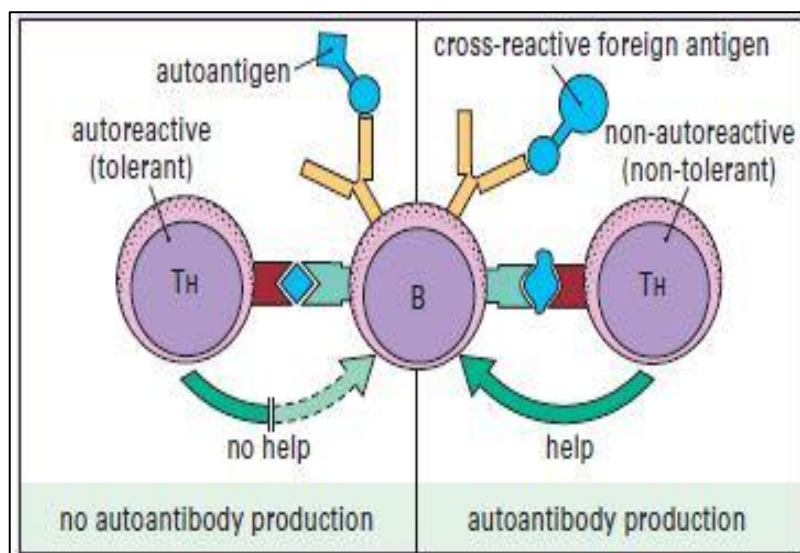 autoantigen
cross-reactive foreign antigen
autoreactive
(tolerant)
non-autoreactive
(non-tolerant)
TH
B
TH
no help
help
no autoantibody production
autoantibody production